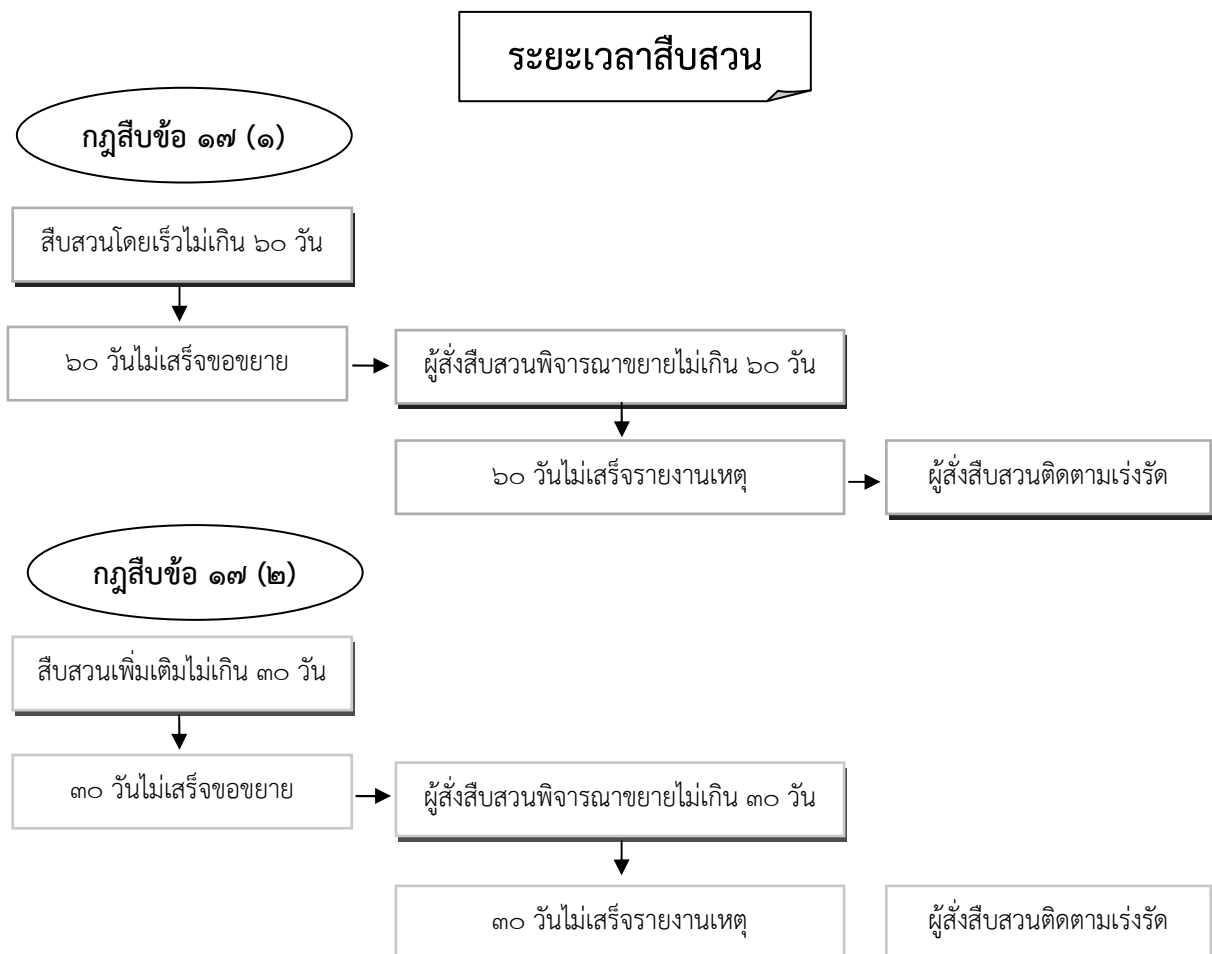 ระยะเวลาสืบสวน
กฎสืบข้อ ๑๗ (๑)
สืบสวนโดยเร็วไม่เกิน ๖๐ วัน
๖๐ วันไม่เสร็จขอขยาย
ผู้สั่งสืบสวนพิจารณาขยายไม่เกิน ๖๐ วัน
๖๐ วันไม่เสร็จรายงานเหตุ
ผู้สั่งสืบสวนติดตามเร่งรัด
กฎสืบข้อ ๑๗ (๒)
สืบสวนเพิ่มเติมไม่เกิน ๓๐ วัน
๓๐ วันไม่เสร็จขอขยาย
ผู้สั่งสืบสวนพิจารณาขยายไม่เกิน ๓๐ วัน
๓๐ วันไม่เสร็จรายงานเหตุ
ผู้สั่งสืบสวนติดตามเร่งรัด